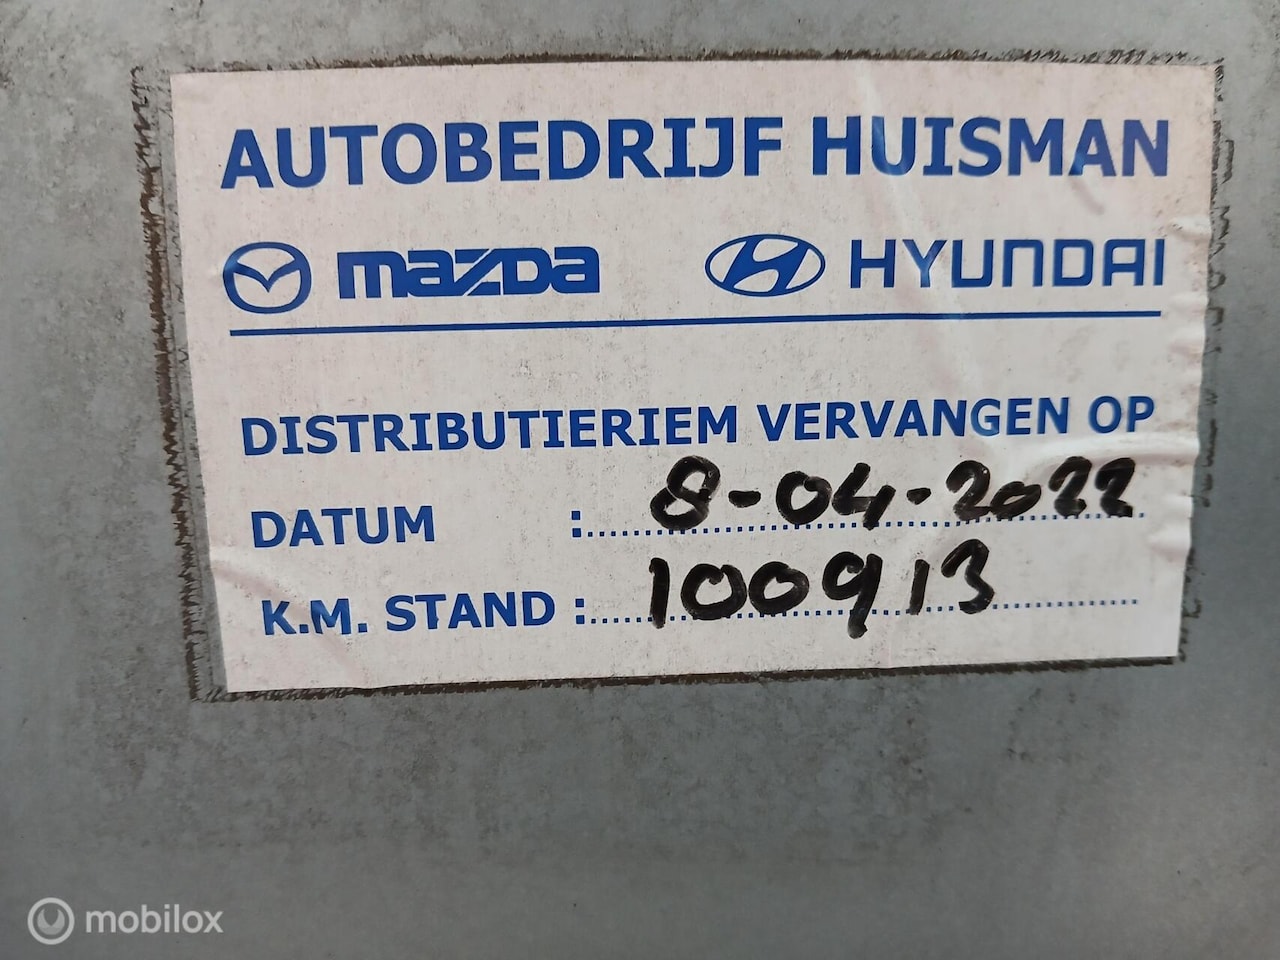 AUTOBEDRIJF HUISMAN
mazda HYUNDAI
DISTRIBUTIERIEM VERVANGEN OP
DATUM : 8-04-2022
K.M. STAND : 100913
mobilox